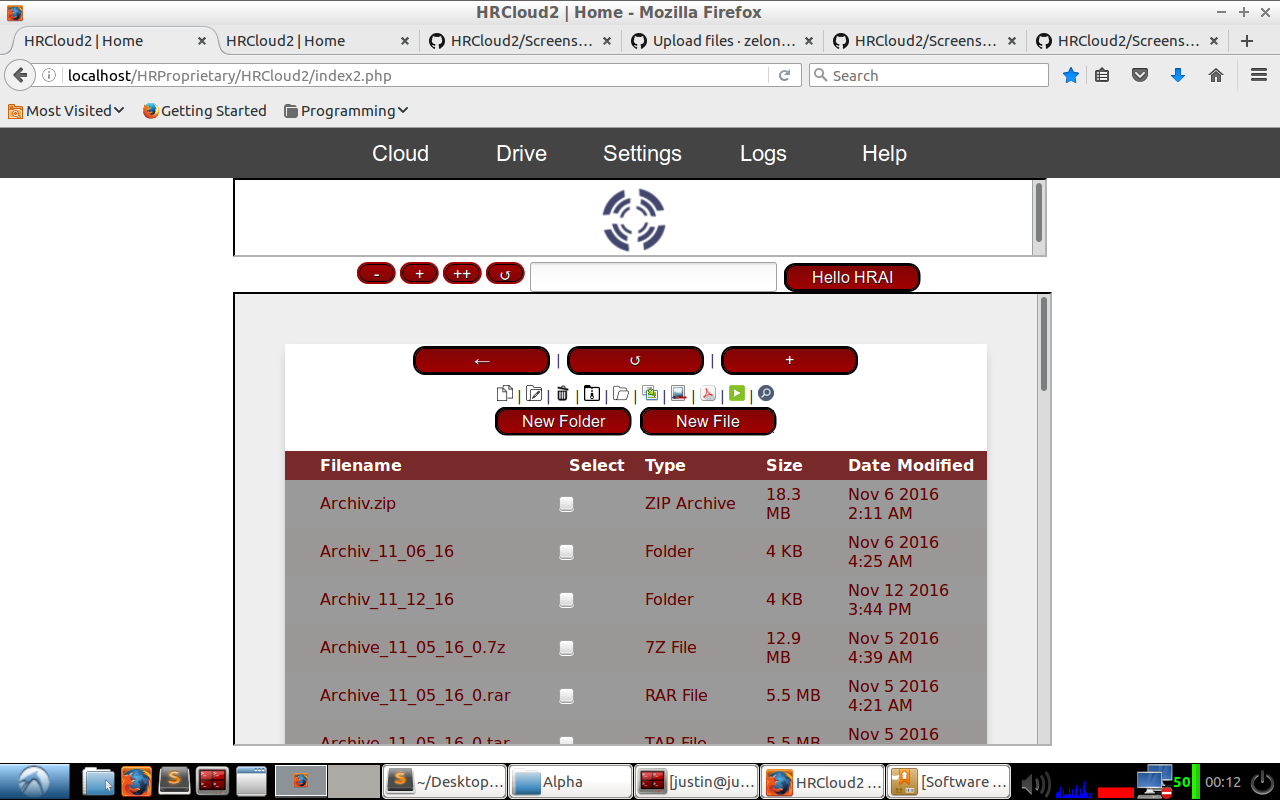 HRCloud2 | Home - Mozilla Firefox
HRCloud2 | Home HRCloud2 | Home HRCloud2/Screens... Upload files · zelon... HRCloud2/Screens... HRCloud2/Screens...
localhost/HRProprietary/HRCloud2/index2.php Search
Most Visited Getting Started Programming
Cloud Drive Settings Logs Help
- + ++ ↺ Hello HRAI
← | ↺ | +
| | | | | | | | |
New Folder New File
Filename Select Type Size Date Modified
Archiv.zip ZIP Archive 18.3 MB Nov 6 2016 2:11 AM
Archiv_11_06_16 Folder 4 KB Nov 6 2016 4:25 AM
Archiv_11_12_16 Folder 4 KB Nov 12 2016 3:44 PM
Archive_11_05_16_0.7z 7Z File 12.9 MB Nov 5 2016 4:39 AM
Archive_11_05_16_0.rar RAR File 5.5 MB Nov 5 2016 4:21 AM
Archive_11_05_16_0.tar TAR File 5.5 MB Nov 5 2016
~/Desktop... Alpha [justin@ju... HRCloud2 ... [Software ... 50 00:12